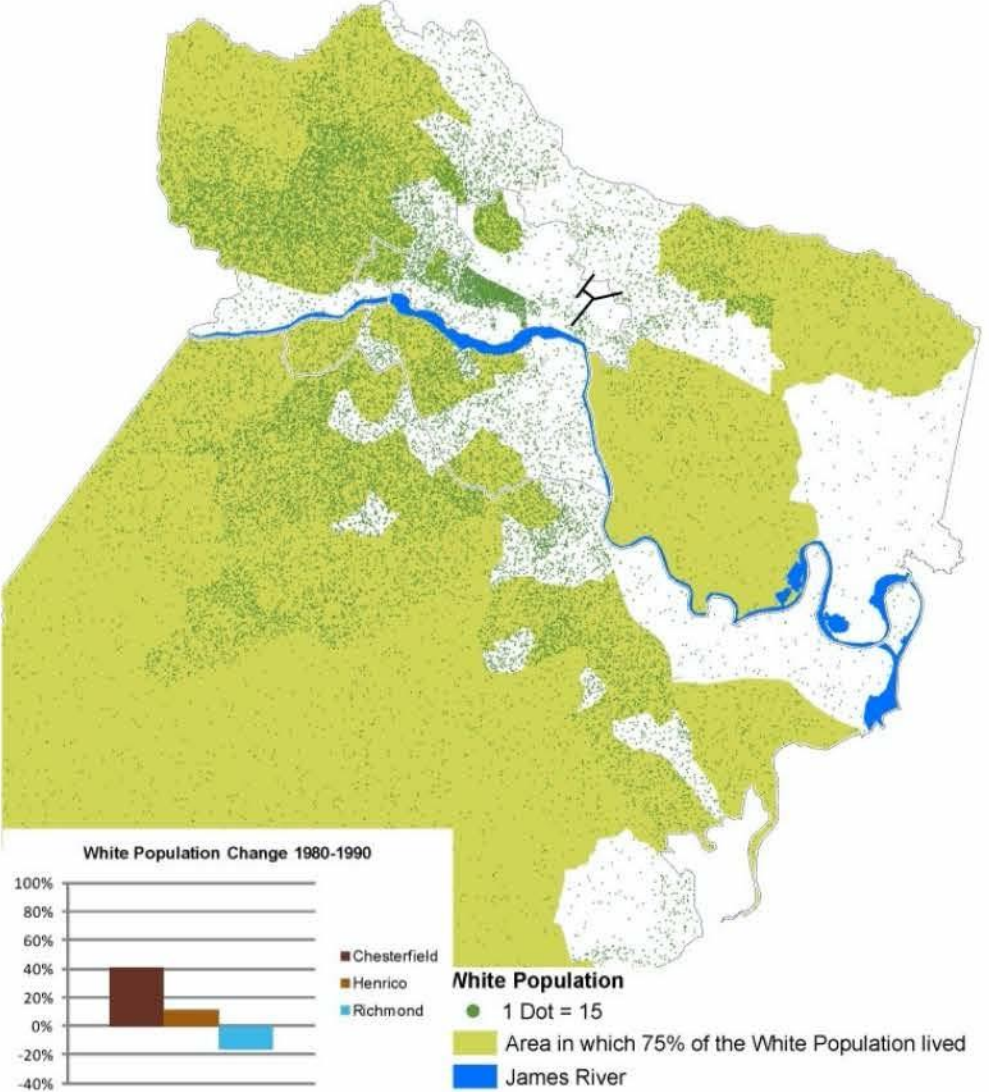 White Population Change 1980-1990
100%
80%
60%
40%
20%
0%
-20%
-40%
Chesterfield
Henrico
Richmond
White Population
1 Dot = 15
Area in which 75% of the White Population lived
James River